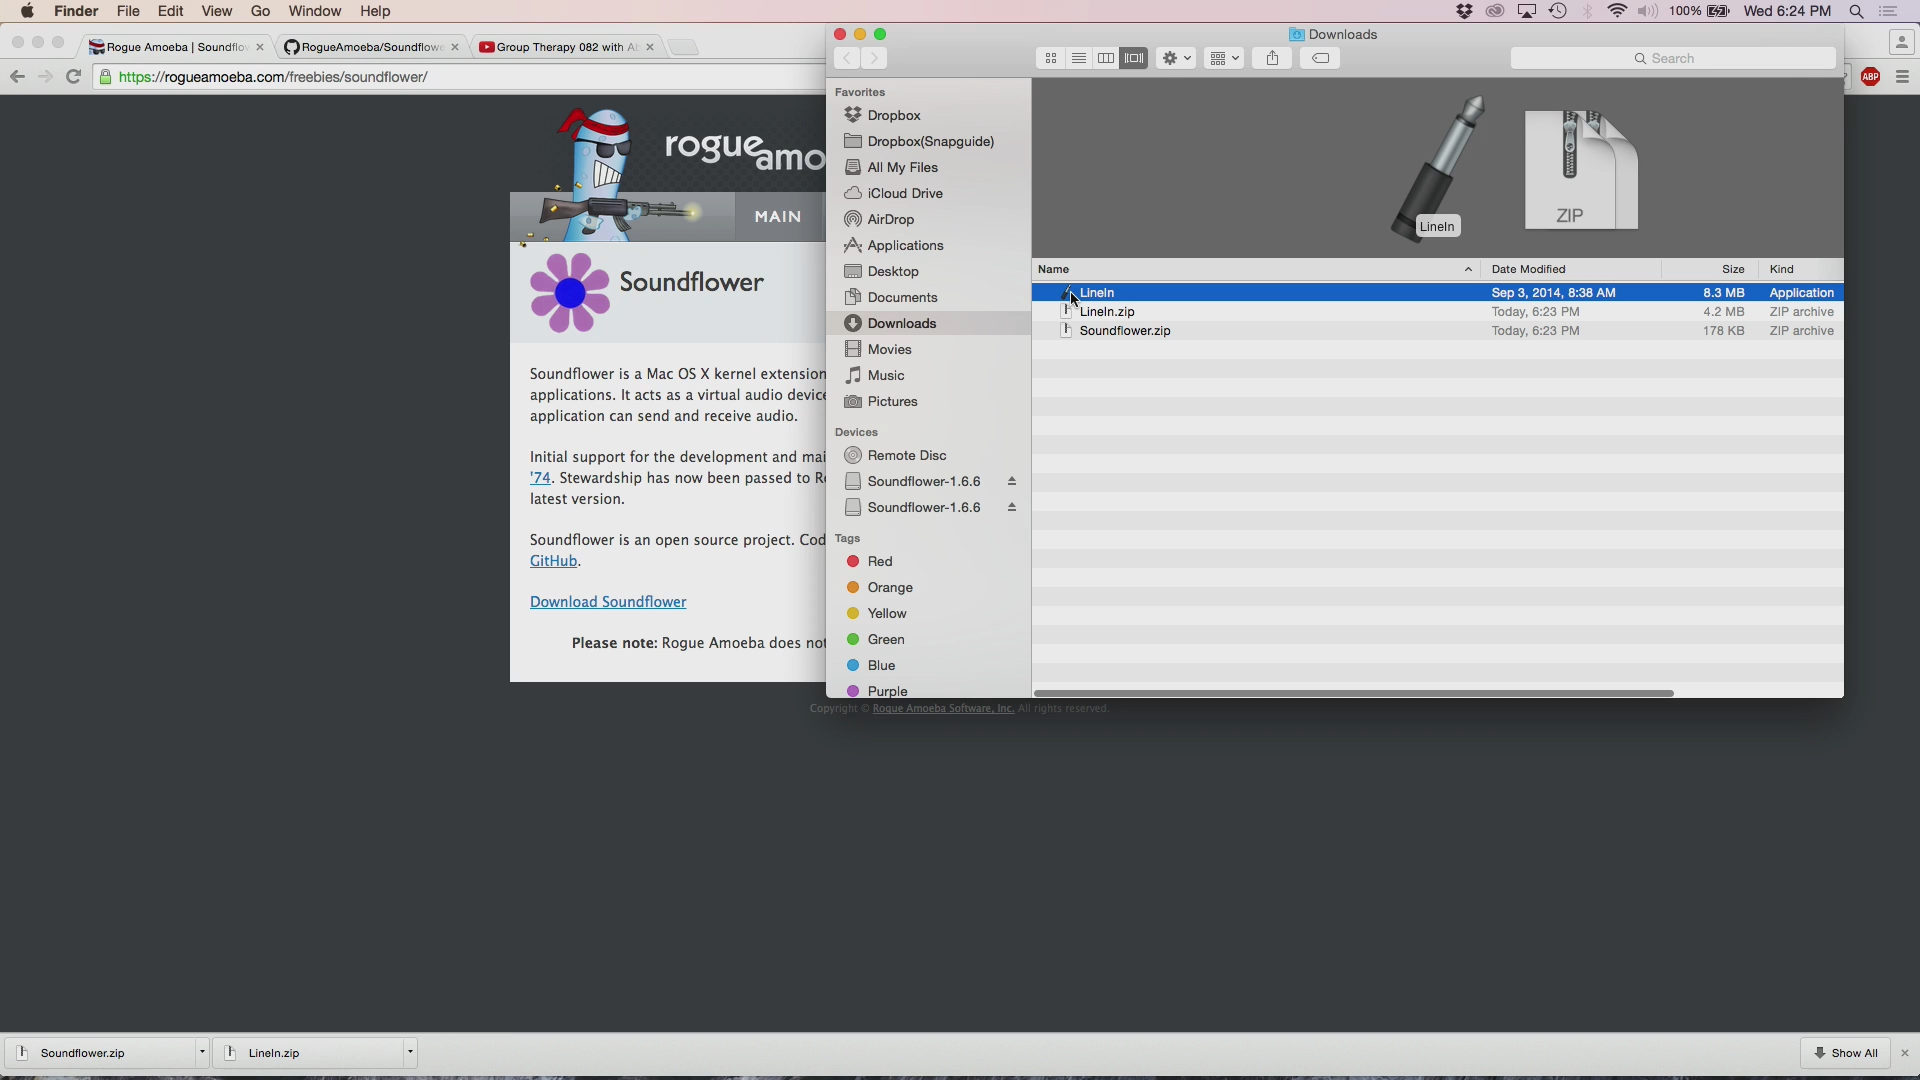 Finder File Edit View Go Window Help
100% Wed 6:24 PM
Rogue Amoeba | Soundflow
RogueAmoeba/Soundflowe
Group Therapy 082 with Ab
https://rogueamoeba.com/freebies/soundflower/
ABP
rogue amo
MAIN
Soundflower
Soundflower is a Mac OS X kernel extension
applications. It acts as a virtual audio device
application can send and receive audio.
Initial support for the development and mai
'74. Stewardship has now been passed to R
latest version.
Soundflower is an open source project. Cod
GitHub.
Download Soundflower
Please note: Rogue Amoeba does not
Copyright © Rogue Amoeba Software, Inc. All rights reserved.
Downloads
Search
Favorites
Dropbox
Dropbox(Snapguide)
All My Files
iCloud Drive
AirDrop
Applications
Desktop
Documents
Downloads
Movies
Music
Pictures
Devices
Remote Disc
Soundflower-1.6.6
Soundflower-1.6.6
Tags
Red
Orange
Yellow
Green
Blue
Purple
LineIn
ZIP
Name Date Modified Size Kind
LineIn Sep 3, 2014, 8:38 AM 8.3 MB Application
LineIn.zip Today, 6:23 PM 4.2 MB ZIP archive
Soundflower.zip Today, 6:23 PM 178 KB ZIP archive
Soundflower.zip
LineIn.zip
Show All